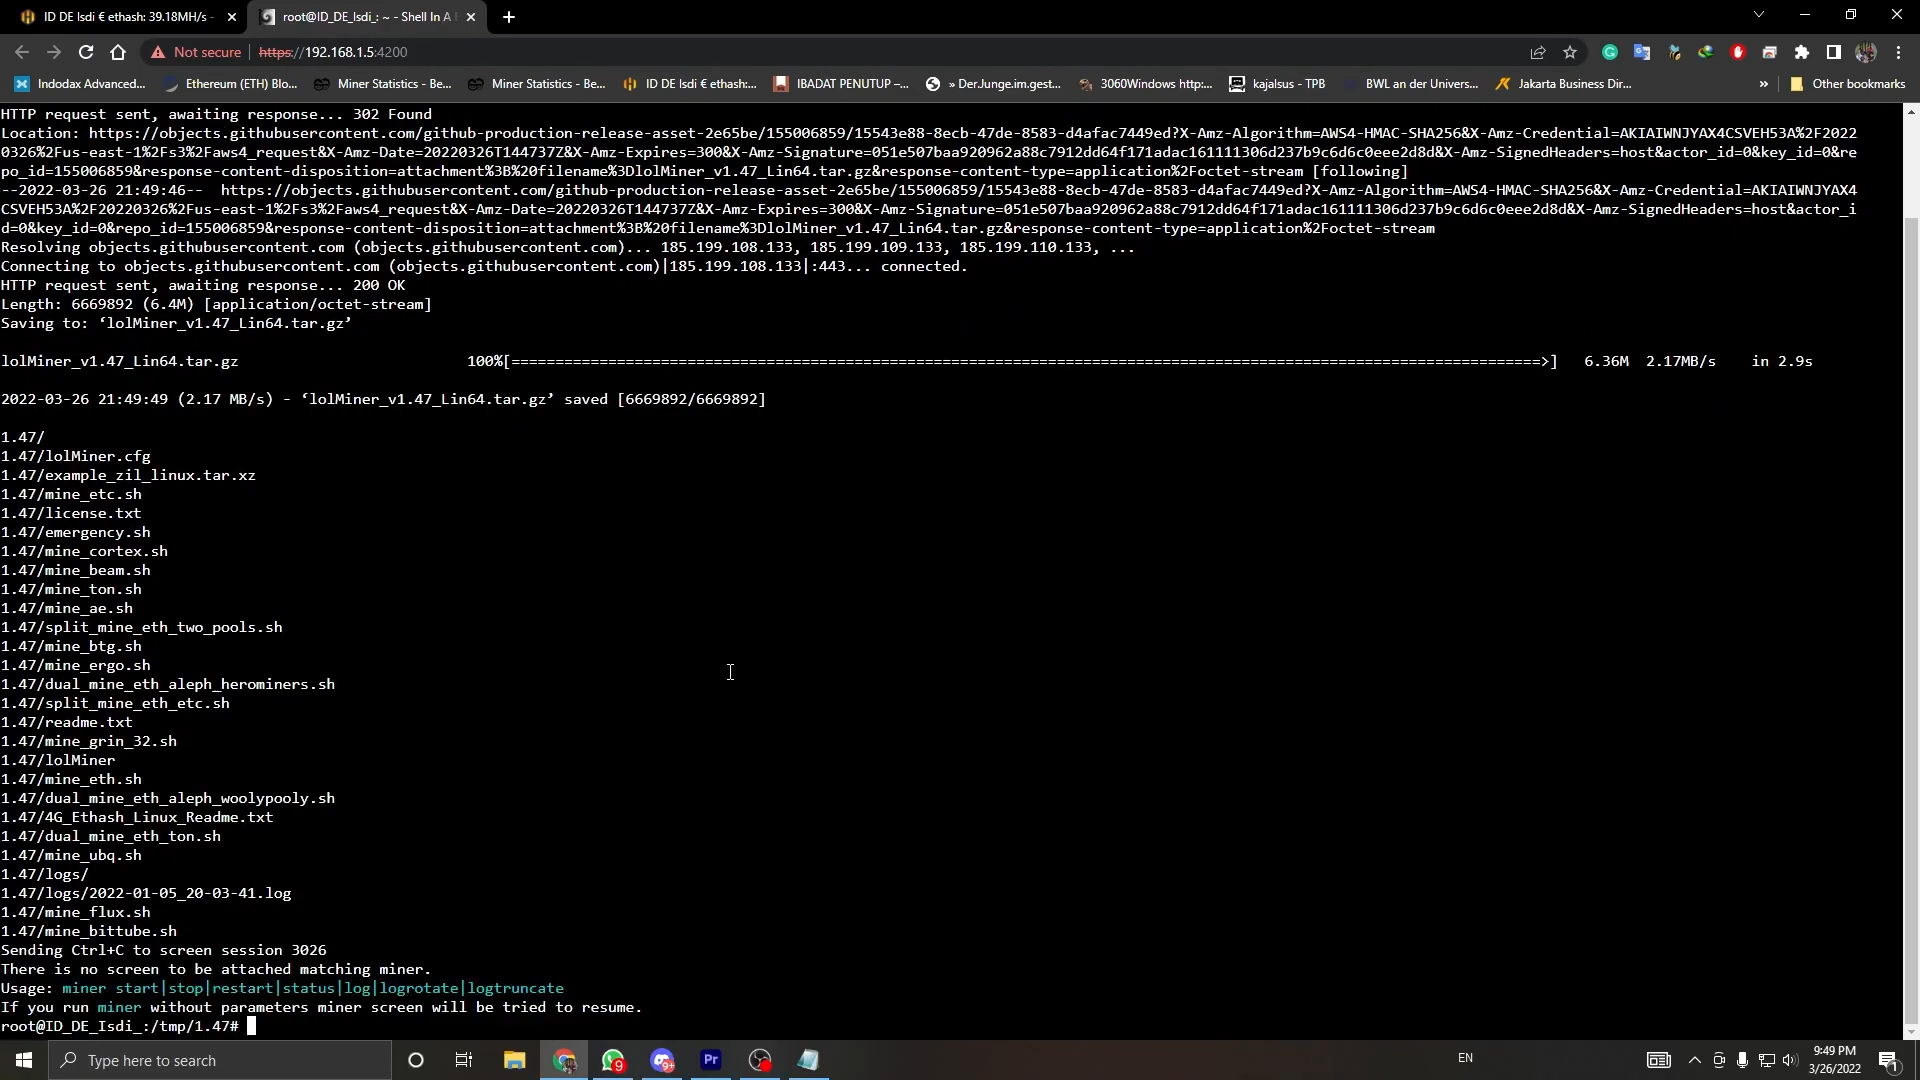 ID DE Isdi € ethash: 39.18MH/s -
root@ID_DE_Isdi_: ~ - Shell In A B
Not secure
https://192.168.1.5:4200
Indodax Advanced...
Ethereum (ETH) Blo...
Miner Statistics - Be...
Miner Statistics - Be...
ID DE Isdi € ethash:...
IBADAT PENUTUP –...
» DerJunge.im.gest...
3060Windows http:...
kajalsus - TPB
BWL an der Univers...
Jakarta Business Dir...
»
Other bookmarks
HTTP request sent, awaiting response... 302 Found
Location: https://objects.githubusercontent.com/github-production-release-asset-2e65be/155006859/15543e88-8ecb-47de-8583-d4afac7449ed?X-Amz-Algorithm=AWS4-HMAC-SHA256&X-Amz-Credential=AKIAIWNJYAX4CSVEH53A%2F2022
0326%2Fus-east-1%2Fs3%2Faws4_request&X-Amz-Date=20220326T144737Z&X-Amz-Expires=300&X-Amz-Signature=051e507baa920962a88c7912dd64f171adac161111306d237b9c6d6c0eee2d8d&X-Amz-SignedHeaders=host&actor_id=0&key_id=0&re
po_id=155006859&response-content-disposition=attachment%3B%20filename%3DlolMiner_v1.47_Lin64.tar.gz&response-content-type=application%2Foctet-stream [following]
--2022-03-26 21:49:46--  https://objects.githubusercontent.com/github-production-release-asset-2e65be/155006859/15543e88-8ecb-47de-8583-d4afac7449ed?X-Amz-Algorithm=AWS4-HMAC-SHA256&X-Amz-Credential=AKIAIWNJYAX4
CSVEH53A%2F20220326%2Fus-east-1%2Fs3%2Faws4_request&X-Amz-Date=20220326T144737Z&X-Amz-Expires=300&X-Amz-Signature=051e507baa920962a88c7912dd64f171adac161111306d237b9c6d6c0eee2d8d&X-Amz-SignedHeaders=host&actor_i
d=0&key_id=0&repo_id=155006859&response-content-disposition=attachment%3B%20filename%3DlolMiner_v1.47_Lin64.tar.gz&response-content-type=application%2Foctet-stream
Resolving objects.githubusercontent.com (objects.githubusercontent.com)... 185.199.108.133, 185.199.109.133, 185.199.110.133, ...
Connecting to objects.githubusercontent.com (objects.githubusercontent.com)|185.199.108.133|:443... connected.
HTTP request sent, awaiting response... 200 OK
Length: 6669892 (6.4M) [application/octet-stream]
Saving to: ‘lolMiner_v1.47_Lin64.tar.gz’
lolMiner_v1.47_Lin64.tar.gz 100%[=====================================================================================================================>] 6.36M 2.17MB/s in 2.9s
2022-03-26 21:49:49 (2.17 MB/s) - ‘lolMiner_v1.47_Lin64.tar.gz’ saved [6669892/6669892]
1.47/
1.47/lolMiner.cfg
1.47/example_zil_linux.tar.xz
1.47/mine_etc.sh
1.47/license.txt
1.47/emergency.sh
1.47/mine_cortex.sh
1.47/mine_beam.sh
1.47/mine_ton.sh
1.47/mine_ae.sh
1.47/split_mine_eth_two_pools.sh
1.47/mine_btg.sh
1.47/mine_ergo.sh
1.47/dual_mine_eth_aleph_herominers.sh
1.47/split_mine_eth_etc.sh
1.47/readme.txt
1.47/mine_grin_32.sh
1.47/lolMiner
1.47/mine_eth.sh
1.47/dual_mine_eth_aleph_woolypooly.sh
1.47/4G_Ethash_Linux_Readme.txt
1.47/dual_mine_eth_ton.sh
1.47/mine_ubq.sh
1.47/logs/
1.47/logs/2022-01-05_20-03-41.log
1.47/mine_flux.sh
1.47/mine_bittube.sh
Sending Ctrl+C to screen session 3026
There is no screen to be attached matching miner.
Usage: miner start|stop|restart|status|log|logrotate|logtruncate
If you run miner without parameters miner screen will be tried to resume.
root@ID_DE_Isdi_:/tmp/1.47#
Type here to search
9
9+
Pr
EN
9:49 PM
3/26/2022
1